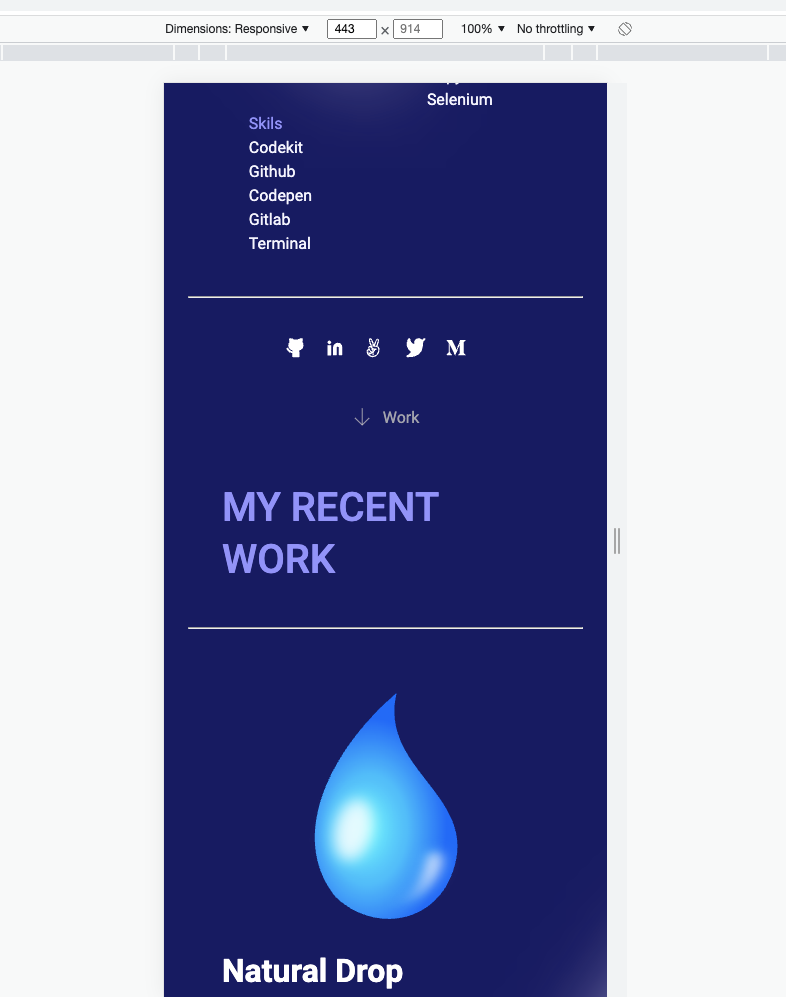 Dimensions: Responsive ▼ 443 × 914 100% ▼ No throttling ▼
Selenium
Skils
Codekit
Github
Codepen
Gitlab
Terminal
in M
↓ Work
MY RECENT
WORK
Natural Drop